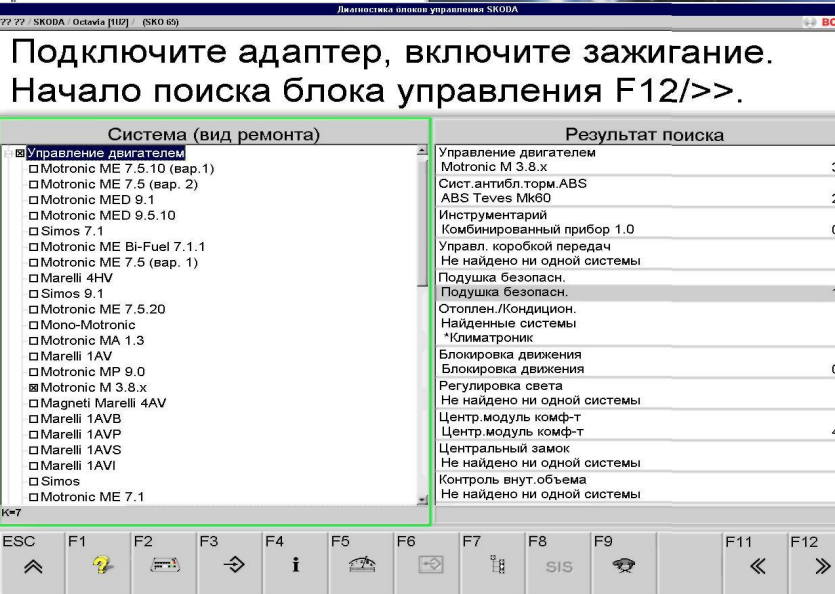 Диагностика блоков управления SKODA
?? ?? / SKODA / Octavia [1U2] / (SKO 65)
Подключите адаптер, включите зажигание.
Начало поиска блока управления F12/>>.
Система (вид ремонта)
Управление двигателем
Motronic ME 7.5.10 (вар.1)
Motronic ME 7.5 (вар. 2)
Motronic MED 9.1
Motronic MED 9.5.10
Simos 7.1
Motronic ME Bi-Fuel 7.1.1
Motronic ME 7.5 (вар. 1)
Marelli 4HV
Simos 9.1
Motronic ME 7.5.20
Mono-Motronic
Motronic MA 1.3
Marelli 1AV
Motronic MP 9.0
Motronic M 3.8.x
Magneti Marelli 4AV
Marelli 1AVB
Marelli 1AVP
Marelli 1AVS
Marelli 1AVI
Simos
Motronic ME 7.1
K=7
Результат поиска
Управление двигателем
Motronic M 3.8.x
Сист.антибл.торм.ABS
ABS Teves Mk60
Инструментарий
Комбинированный прибор 1.0
Управл. коробкой передач
Не найдено ни одной системы
Подушка безопасн.
Подушка безопасн.
Отоплен./Кондицион.
Найденные системы
*Климатроник
Блокировка движения
Блокировка движения
Регулировка света
Не найдено ни одной системы
Центр.модуль комф-т
Центр.модуль комф-т
Центральный замок
Не найдено ни одной системы
Контроль внут.объема
Не найдено ни одной системы
ESC F1 F2 F3 F4 F5 F6 F7 F8 F9 F11 F12
SIS